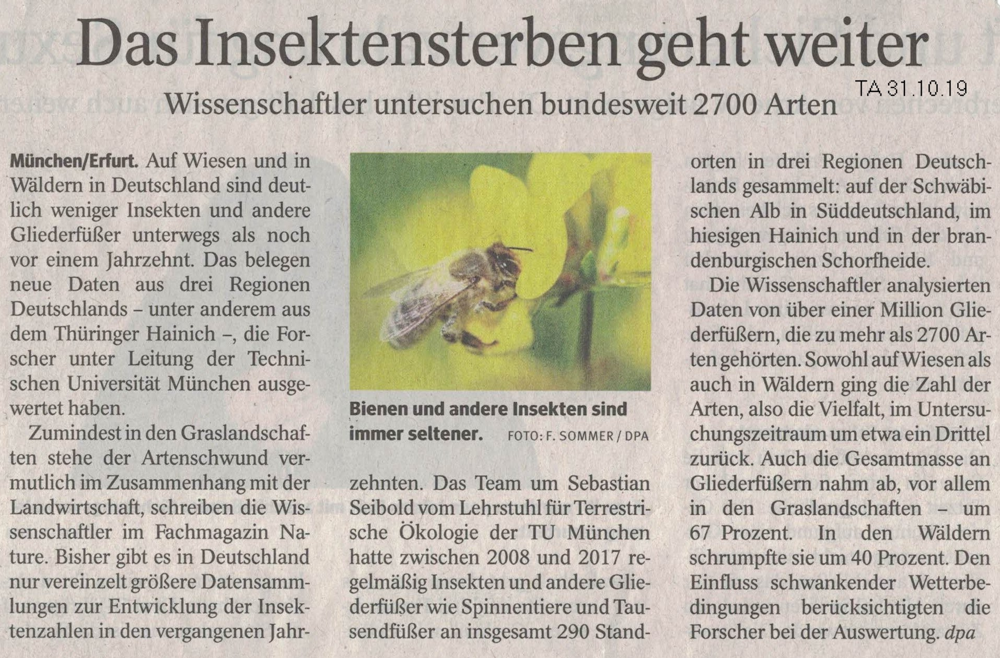 Das Insektensterben geht weiter
TA 31.10.19
Wissenschaftler untersuchen bundesweit 2700 Arten
München/Erfurt. Auf Wiesen und in
Wäldern in Deutschland sind deut-
lich weniger Insekten und andere
Gliederfüßer unterwegs als noch
vor einem Jahrzehnt. Das belegen
neue Daten aus drei Regionen
Deutschlands – unter anderem aus
dem Thüringer Hainich –, die For-
scher unter Leitung der Techni-
schen Universität München ausge-
wertet haben.
Zumindest in den Graslandschaf-
ten stehe der Artenschwund ver-
mutlich im Zusammenhang mit der
Landwirtschaft, schreiben die Wis-
senschaftler im Fachmagazin Na-
ture. Bisher gibt es in Deutschland
nur vereinzelt größere Datensamm-
lungen zur Entwicklung der Insek-
tenzahlen in den vergangenen Jahr-
Bienen und andere Insekten sind
immer seltener. FOTO: F. SOMMER / DPA
zehnten. Das Team um Sebastian
Seibold vom Lehrstuhl für Terrestri-
sche Ökologie der TU München
hatte zwischen 2008 und 2017 re-
gelmäßig Insekten und andere Glie-
derfüßer wie Spinnentiere und Tau-
sendfüßer an insgesamt 290 Stand-
orten in drei Regionen Deutsch-
lands gesammelt: auf der Schwäbi-
schen Alb in Süddeutschland, im
hiesigen Hainich und in der bran-
denburgischen Schorfheide.
Die Wissenschaftler analysierten
Daten von über einer Million Glie-
derfüßern, die zu mehr als 2700 Ar-
ten gehörten. Sowohl auf Wiesen als
auch in Wäldern ging die Zahl der
Arten, also die Vielfalt, im Untersu-
chungszeitraum um etwa ein Drittel
zurück. Auch die Gesamtmasse an
Gliederfüßern nahm ab, vor allem
in den Graslandschaften – um
67 Prozent. In den Wäldern
schrumpfte sie um 40 Prozent. Den
Einfluss schwankender Wetterbe-
dingungen berücksichtigten die
Forscher bei der Auswertung. dpa